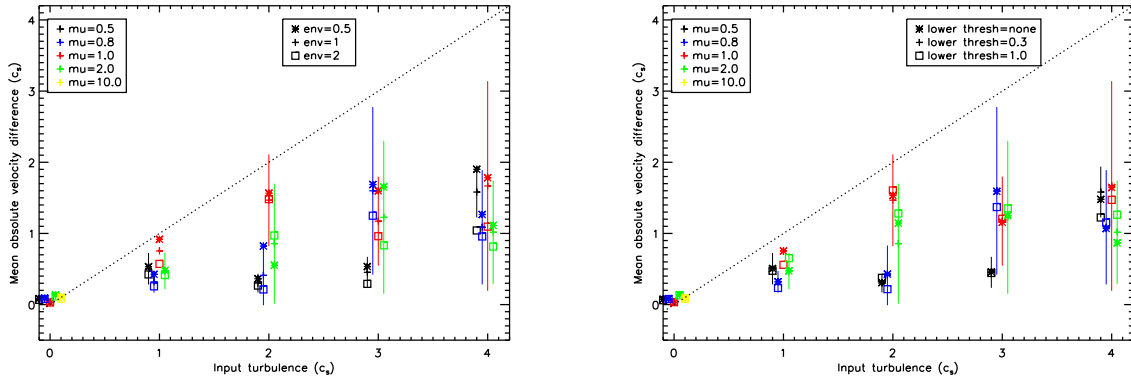 mu=0.5
mu=0.8
mu=1.0
mu=2.0
mu=10.0
env=0.5
env=1
env=2
4
3
2
1
0
Mean absolute velocity difference (c_s)
0 1 2 3 4
Input turbulence (c_s)
mu=0.5
mu=0.8
mu=1.0
mu=2.0
mu=10.0
lower thresh=none
lower thresh=0.3
lower thresh=1.0
4
3
2
1
0
Mean absolute velocity difference (c_s)
0 1 2 3 4
Input turbulence (c_s)